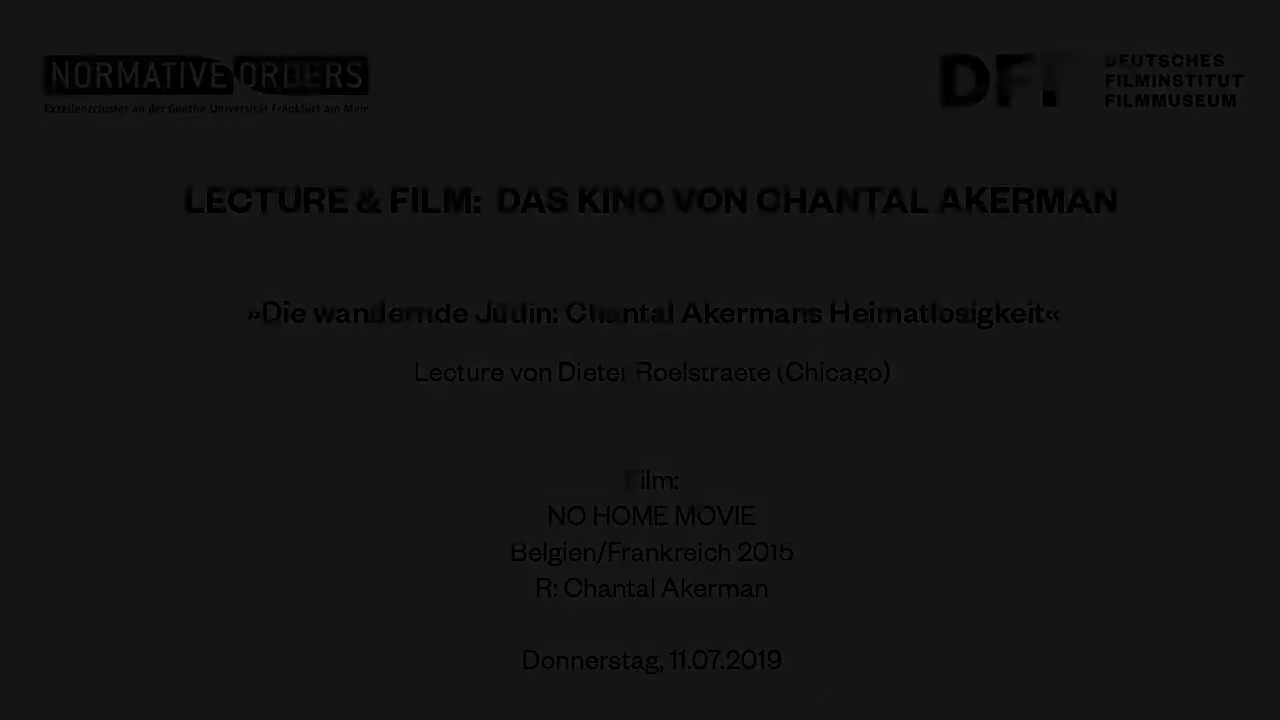 NORMATIVE ORDERS
Exzellenzcluster an der Goethe-Universität Frankfurt am Main
DFF
DEUTSCHES
FILMINSTITUT
FILMMUSEUM
LECTURE & FILM: DAS KINO VON CHANTAL AKERMAN
»Die wandernde Jüdin: Chantal Akermans Heimatlosigkeit«
Lecture von Dieter Roelstraete (Chicago)
Film:
NO HOME MOVIE
Belgien/Frankreich 2015
R: Chantal Akerman
Donnerstag, 11.07.2019